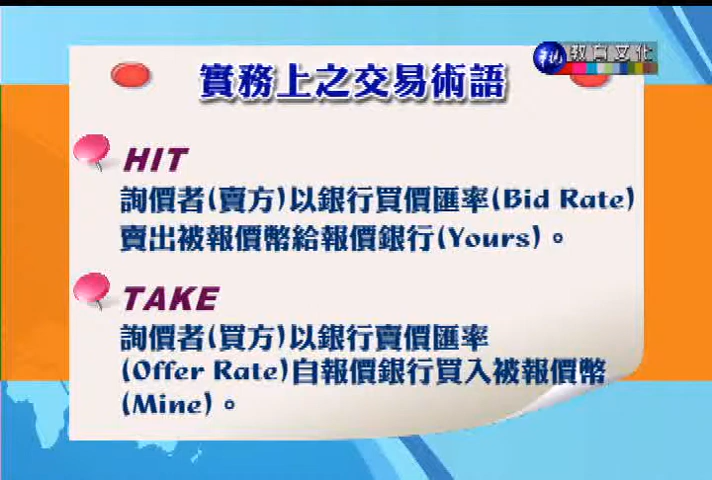 教育文化
實務上之交易術語
HIT
詢價者(賣方)以銀行買價匯率(Bid Rate)
賣出被報價幣給報價銀行(Yours)。
TAKE
詢價者(買方)以銀行賣價匯率
(Offer Rate)自報價銀行買入被報價幣
(Mine)。